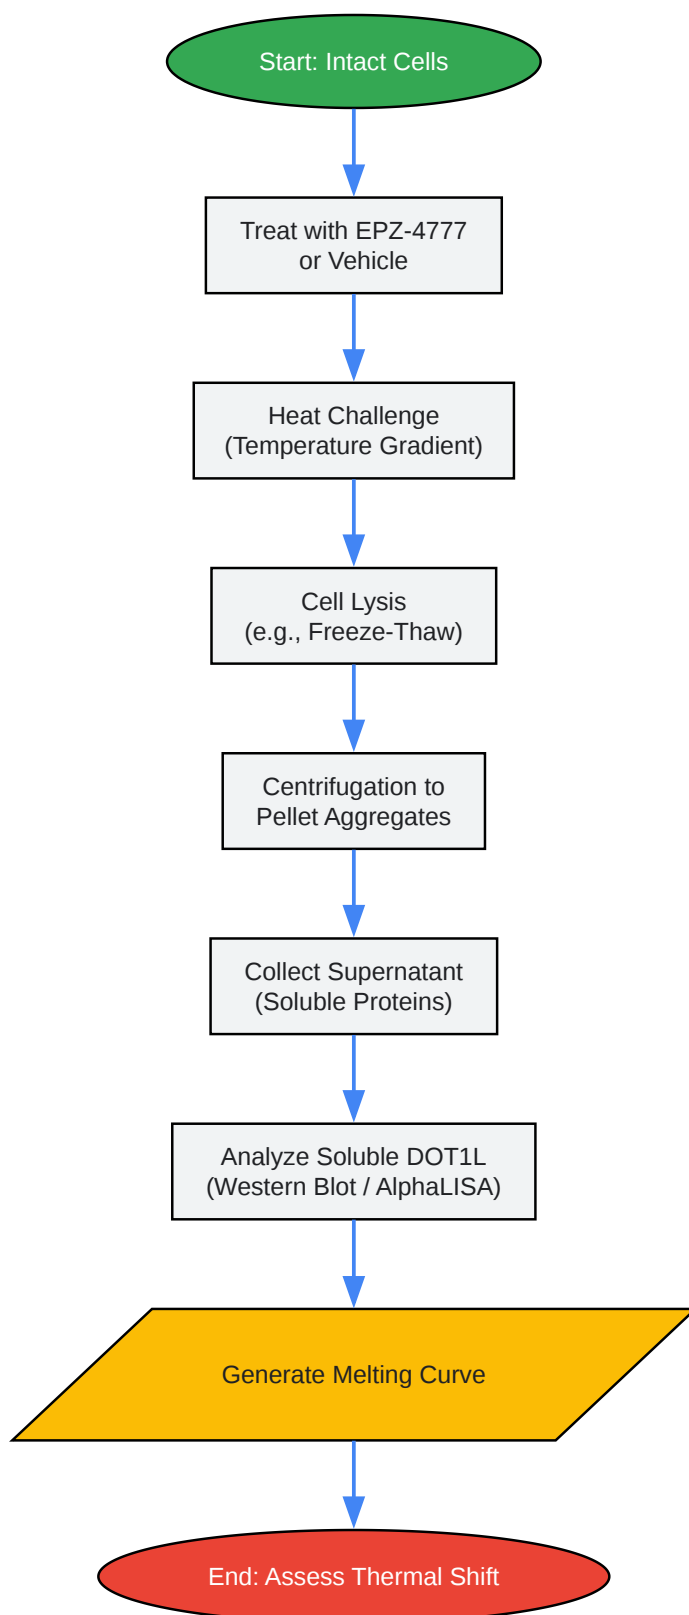 Start: Intact Cells
Treat with EPZ-4777
or Vehicle
Heat Challenge
(Temperature Gradient)
Cell Lysis
(e.g., Freeze-Thaw)
Centrifugation to
Pellet Aggregates
Collect Supernatant
(Soluble Proteins)
Analyze Soluble DOT1L
(Western Blot / AlphaLISA)
Generate Melting Curve
End: Assess Thermal Shift